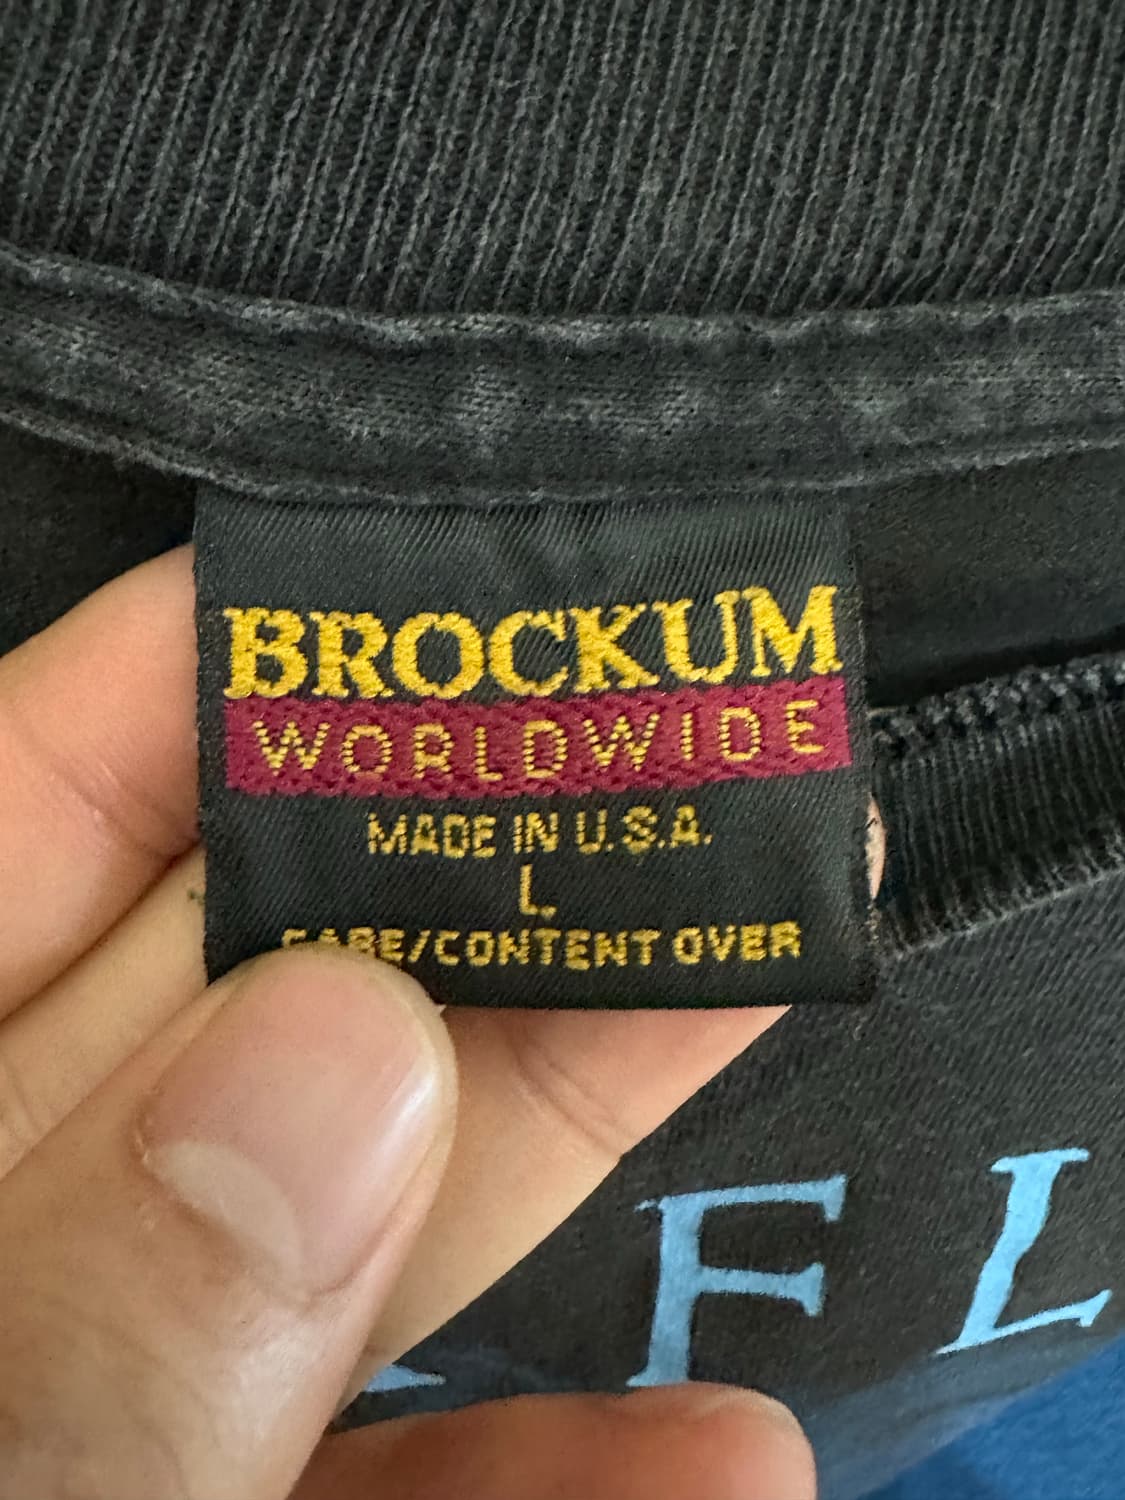 BROCKUM
WORLDWIDE
MADE IN U.S.A.
L.
CARE/CONTENT OVER
F L